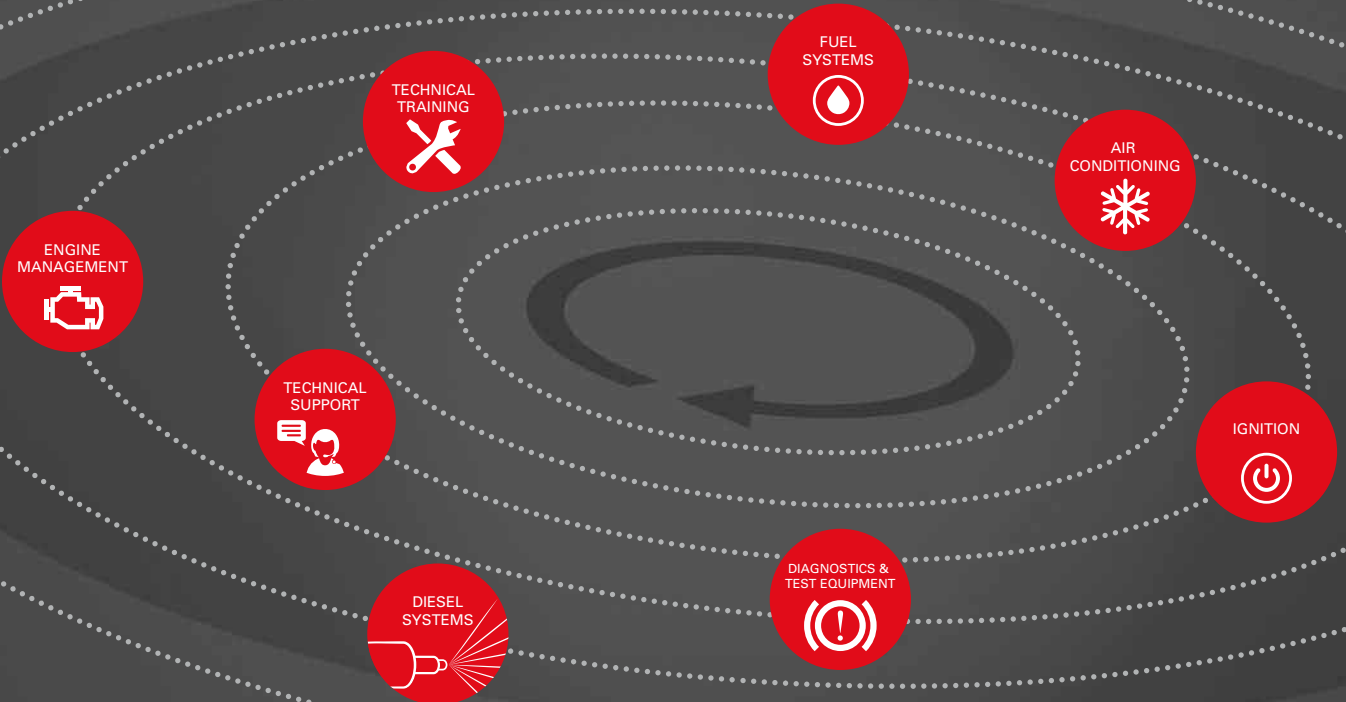 FUEL
SYSTEMS
TECHNICAL
TRAINING
AIR
CONDITIONING
ENGINE
MANAGEMENT
TECHNICAL
SUPPORT
IGNITION
DIAGNOSTICS &
TEST EQUIPMENT
DIESEL
SYSTEMS